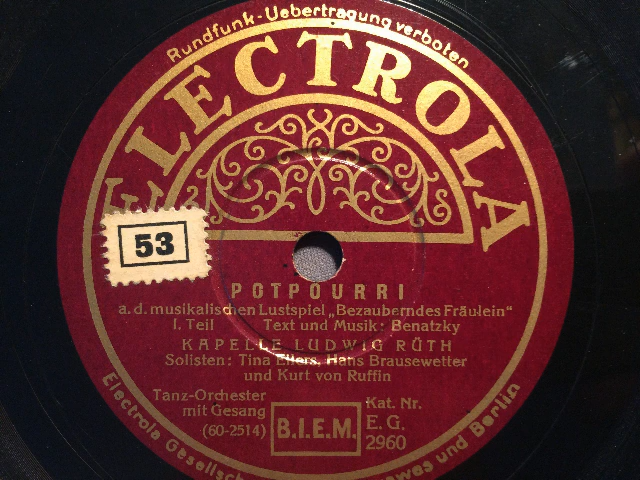 Rundfunk-Uebertragung verboten
ELECTROLA
53
POTPOURRI
a.d. musikalischen Lustspiel „Bezauberndes Fräulein“
I. Teil Text und Musik: Benatzky
KAPELLE LUDWIG RÜTH
Solisten: Tina Eilers, Hans Brausewetter
und Kurt von Ruffin
Tanz-Orchester
mit Gesang
(60-2514)
B.I.E.M.
Kat. Nr.
E. G.
2960
Electrola und Berlin